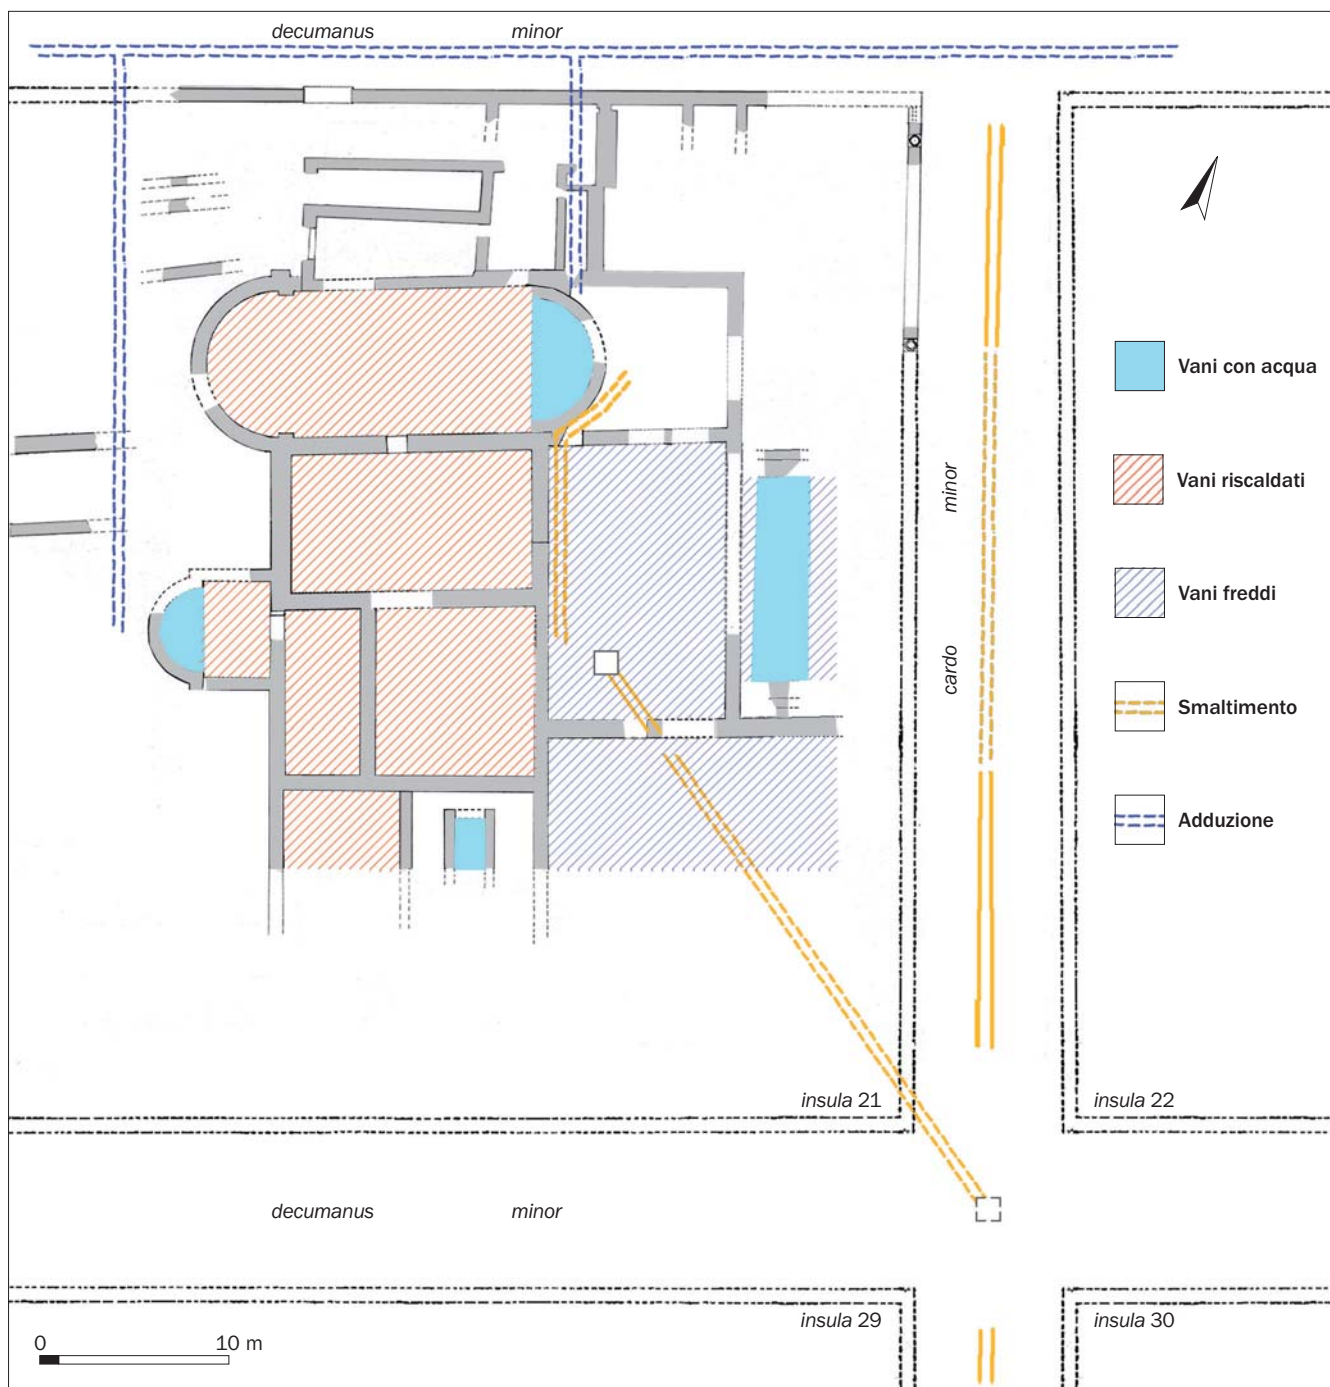 decumanus minor
Vani con acqua
Vani riscaldati
Vani freddi
Smaltimento
Adduzione
cardo minor
insula 21
insula 22
decumanus minor
insula 29
insula 30
0 10 m